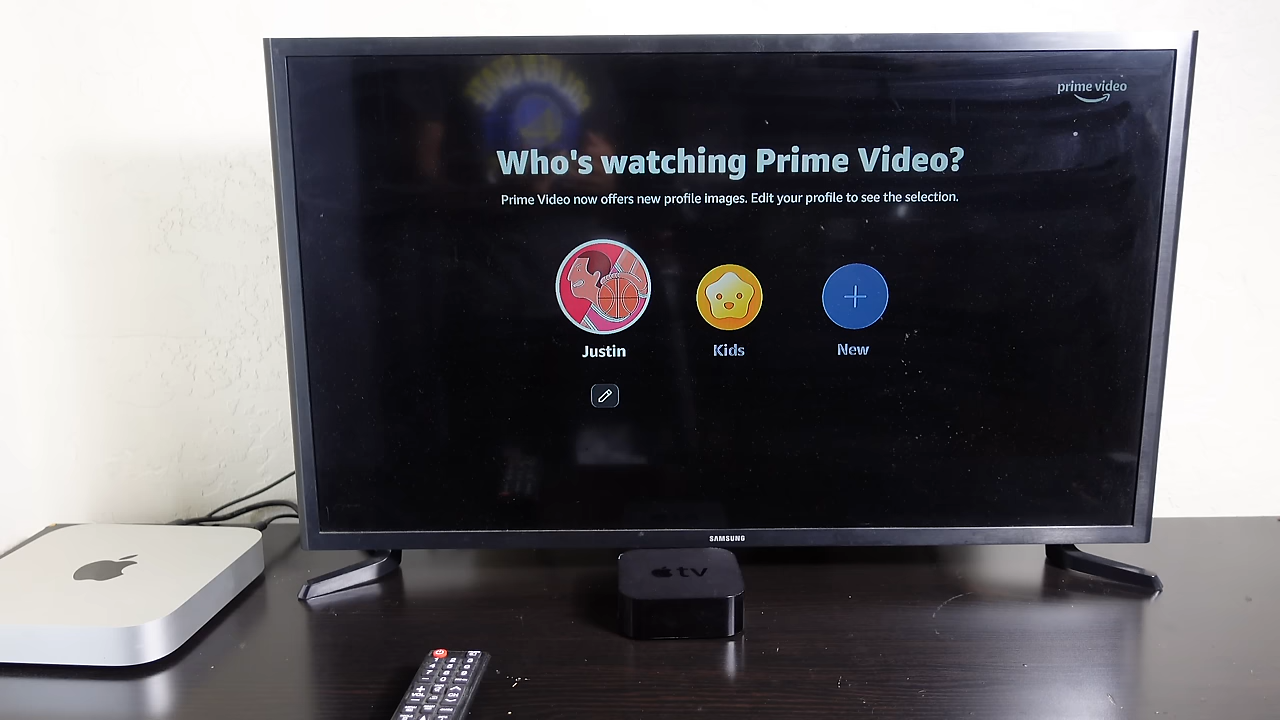 prime video
Who's watching Prime Video?
Prime Video now offers new profile images. Edit your profile to see the selection.
Justin
Kids
New
SAMSUNG
tv